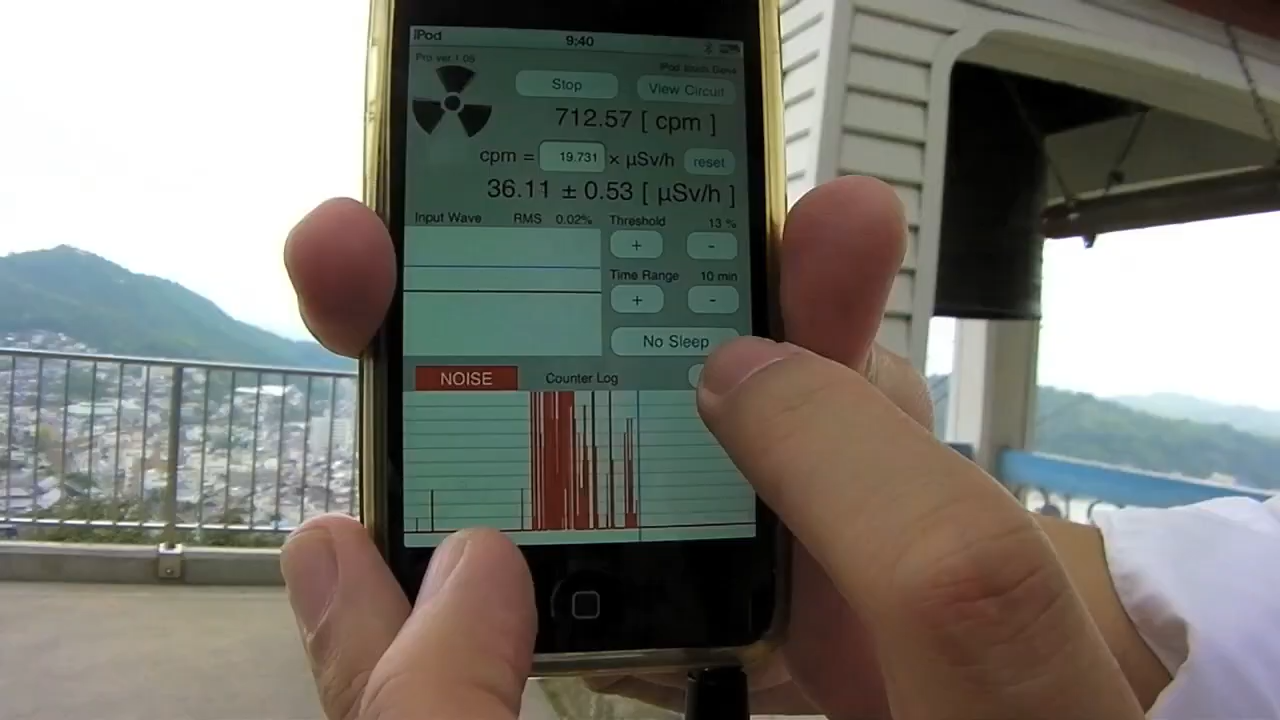 iPod 9:40
Pro ver 1.05
iPod touch Glova
Stop View Circuit
712.57 [ cpm ]
cpm = 19.731 × µSv/h reset
36.11 ± 0.53 [ µSv/h ]
Input Wave RMS 0.02% Threshold 13 %
+ -
Time Range 10 min
+ -
No Sleep
NOISE Counter Log